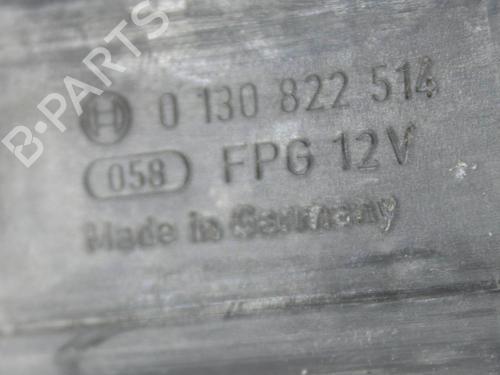 B-PARTS
0 130 822 514
058 FPG 12V
Made in Germany